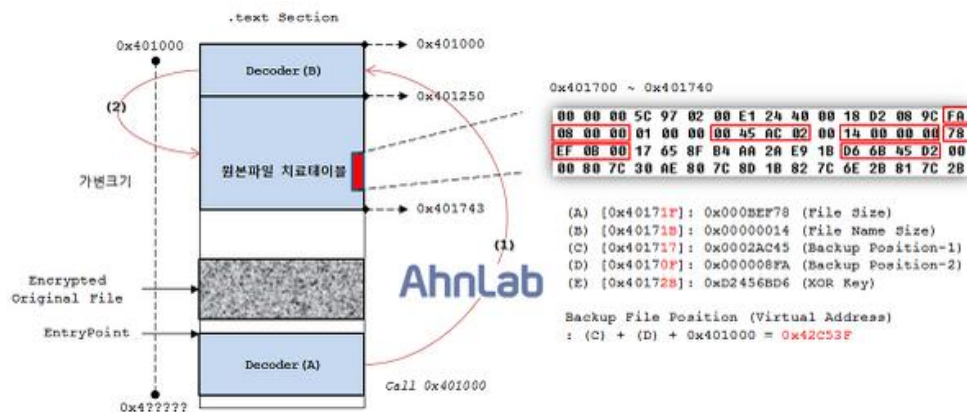 .text Section
0x401000
0x401000
Decoder(B)
0x401250
(2)
원본파일 치료테이블
가변크기
0x401743
(1)
Encrypted
Original File
EntryPoint
Decoder(A)
Call 0x401000
0x4?????
AhnLab
0x401700 ~ 0x401740
00 00 00 5C 97 02 00 E1 24 40 00 18 D2 08 9C FA
08 00 00 01 00 00 00 45 AC 02 00 14 00 00 00 78
EF 0B 00 17 65 8F B4 AA 2A E9 1B D6 6B 45 D2 00
00 80 7C 30 AE 80 7C 8D 1B 82 7C 6E 2B 81 7C 2B
(A) [0x40171F]: 0x000BEF78 (File Size)
(B) [0x40171B]: 0x00000014 (File Name Size)
(C) [0x401717]: 0x0002AC45 (Backup Position-1)
(D) [0x40170F]: 0x000008FA (Backup Position-2)
(E) [0x40172B]: 0xD2456BD6 (XOR Key)
Backup File Position (Virtual Address)
: (C) + (D) + 0x401000 = 0x42C53F